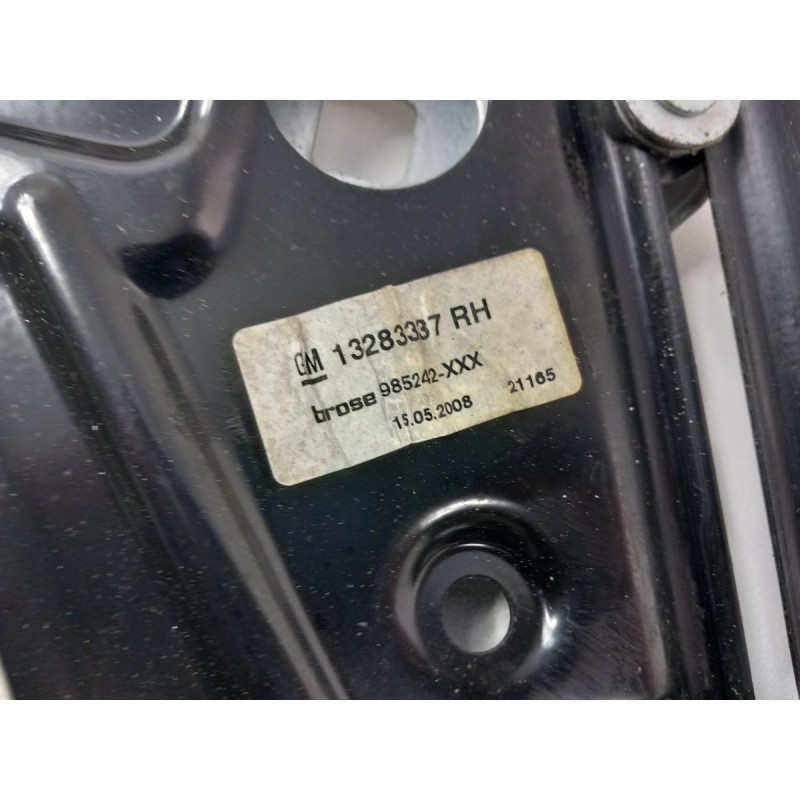 GM 13283337 RH
brose 985242-XXX
15.05.2008 21165